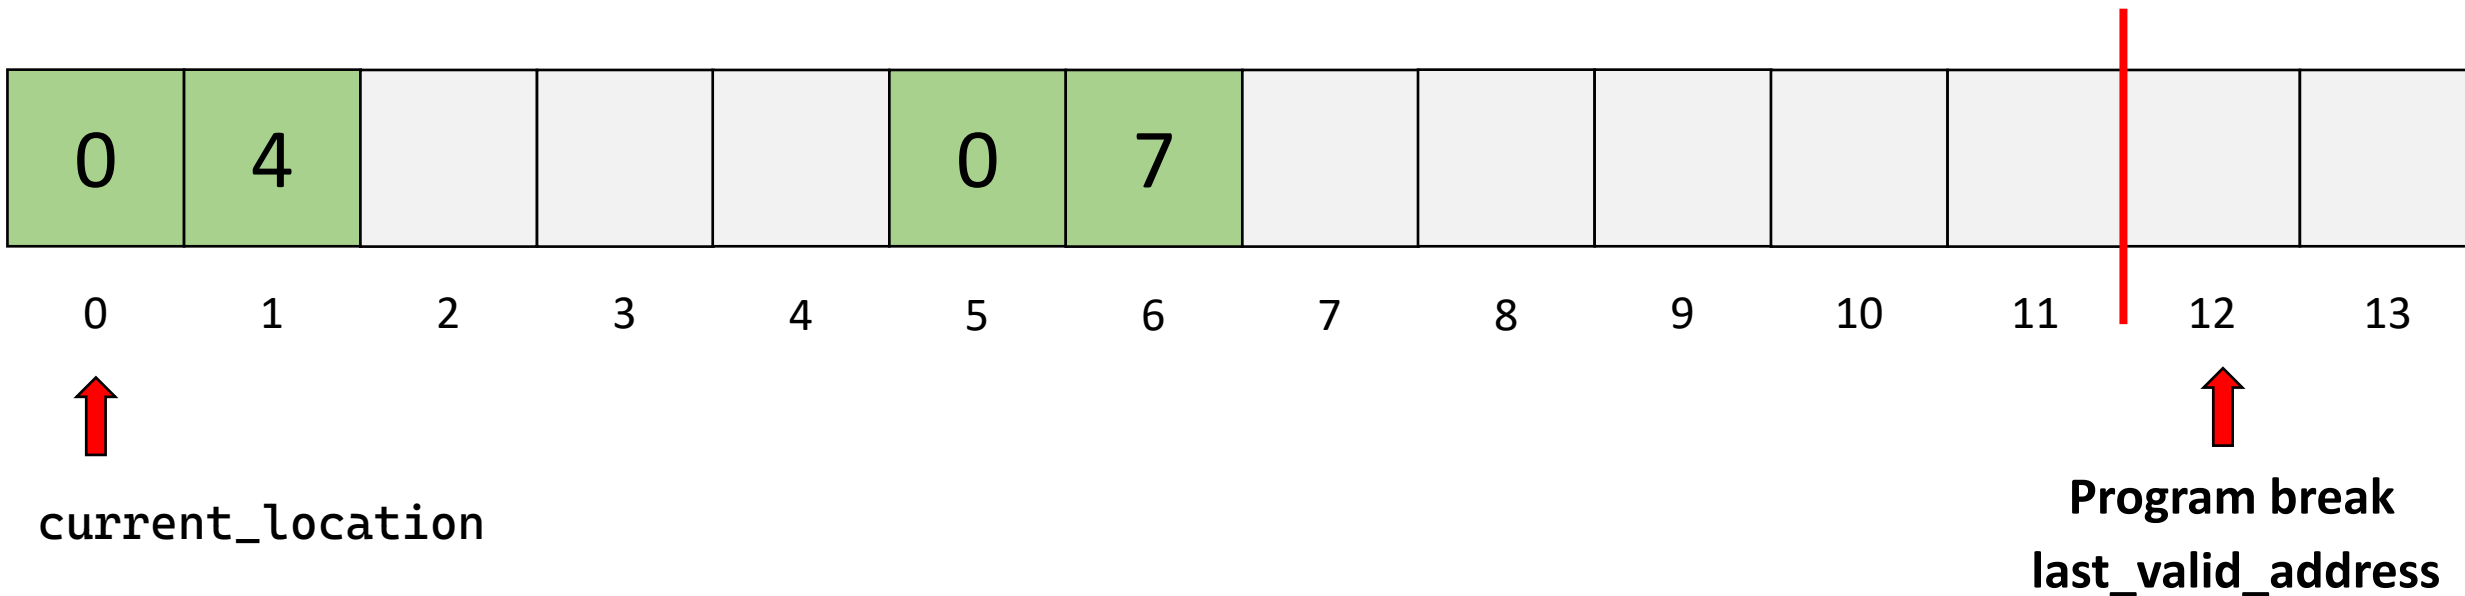 0 4 0 7
0 1 2 3 4 5 6 7 8 9 10 11 12 13
current_location
Program break
last_valid_address